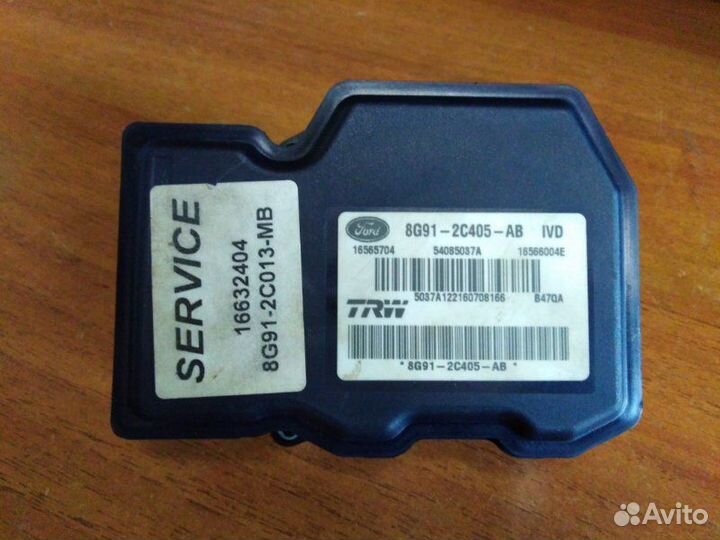 SERVICE
16632404
8G91-2C013-MB
Ford 8G91-2C405-AB IVD
16565704 54085037A 16566004E
5037A122160708166 B47QA
TRW
*8G91-2C405-AB*
Avito